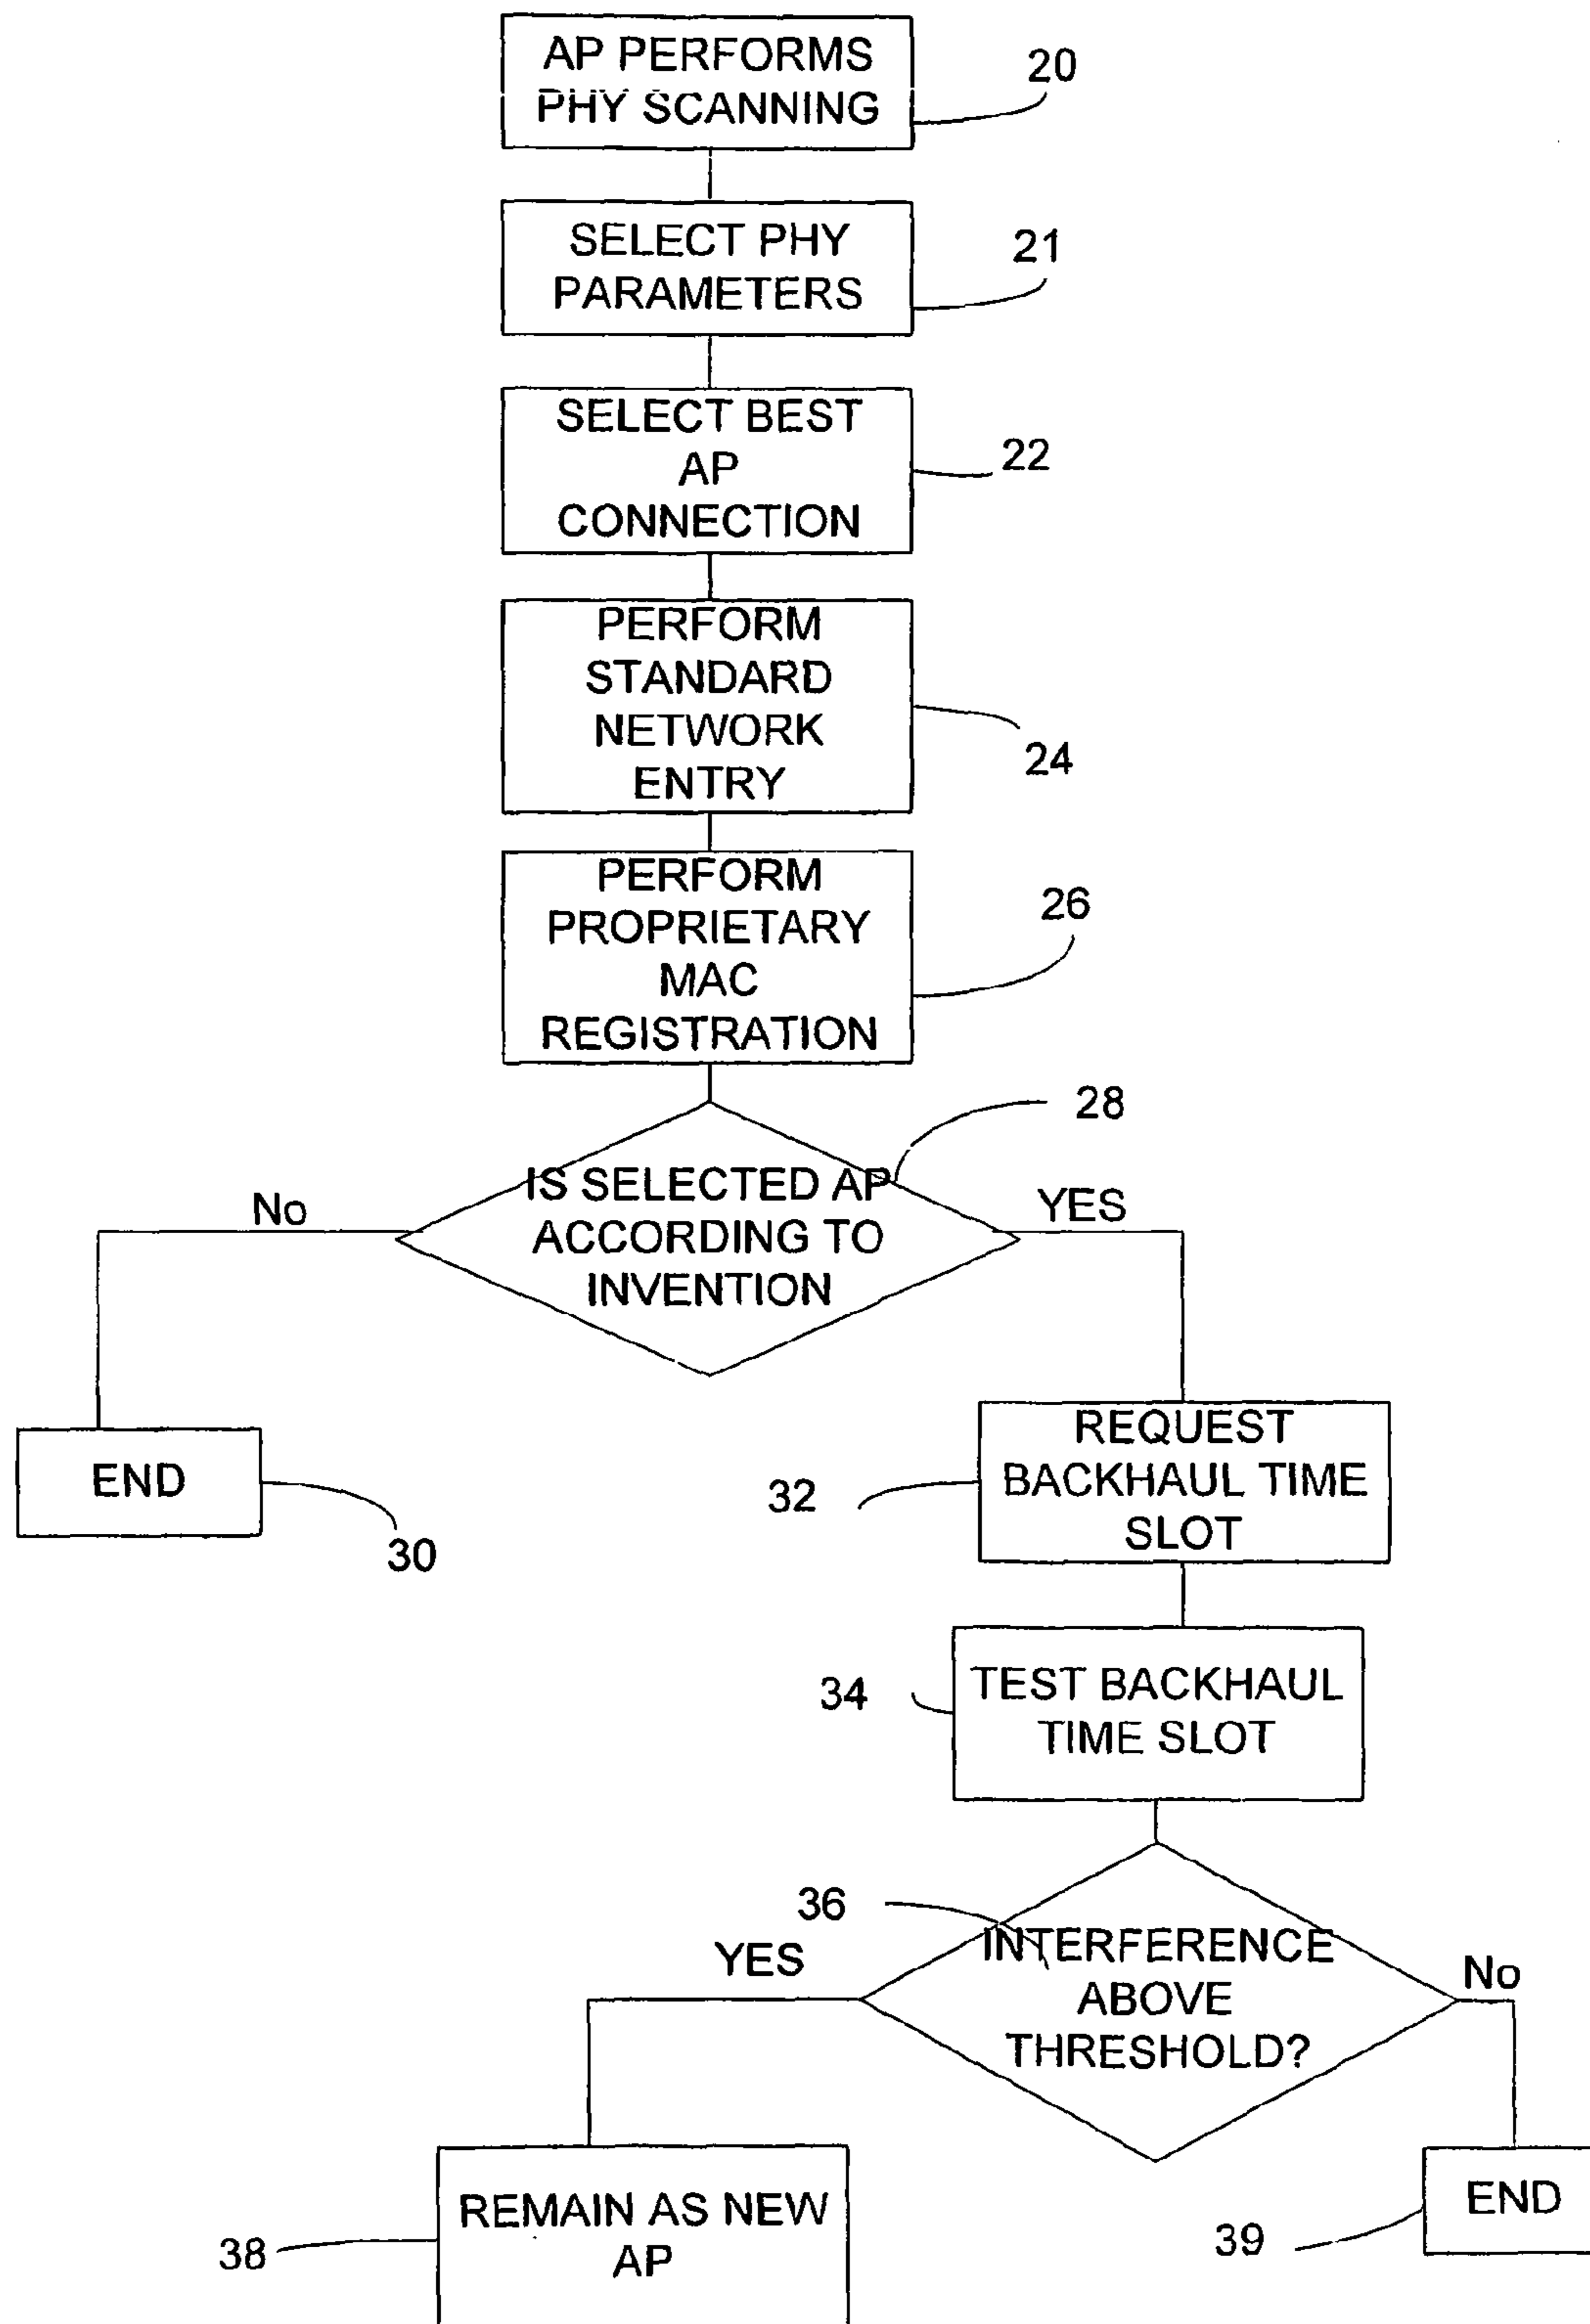 AP PERFORMS
PHY SCANNING
20
SELECT PHY
PARAMETERS
21
SELECT BEST
AP
CONNECTION
22
PERFORM
STANDARD
NETWORK
ENTRY
24
PERFORM
PROPRIETARY
MAC
REGISTRATION
26
28
IS SELECTED AP
ACCORDING TO
INVENTION
No
YES
END
30
REQUEST
BACKHAUL TIME
SLOT
32
TEST BACKHAUL
TIME SLOT
34
36
INTERFERENCE
ABOVE
THRESHOLD?
YES
No
REMAIN AS NEW
AP
38
END
39